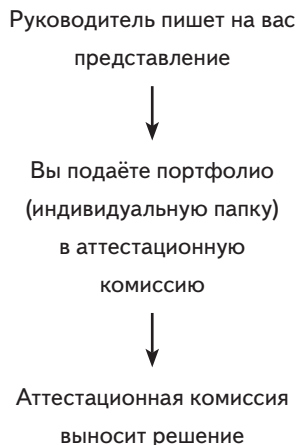 Руководитель пишет на вас
представление
Вы подаёте портфолио
(индивидуальную папку)
в аттестационную
комиссию
Аттестационная комиссия
выносит решение